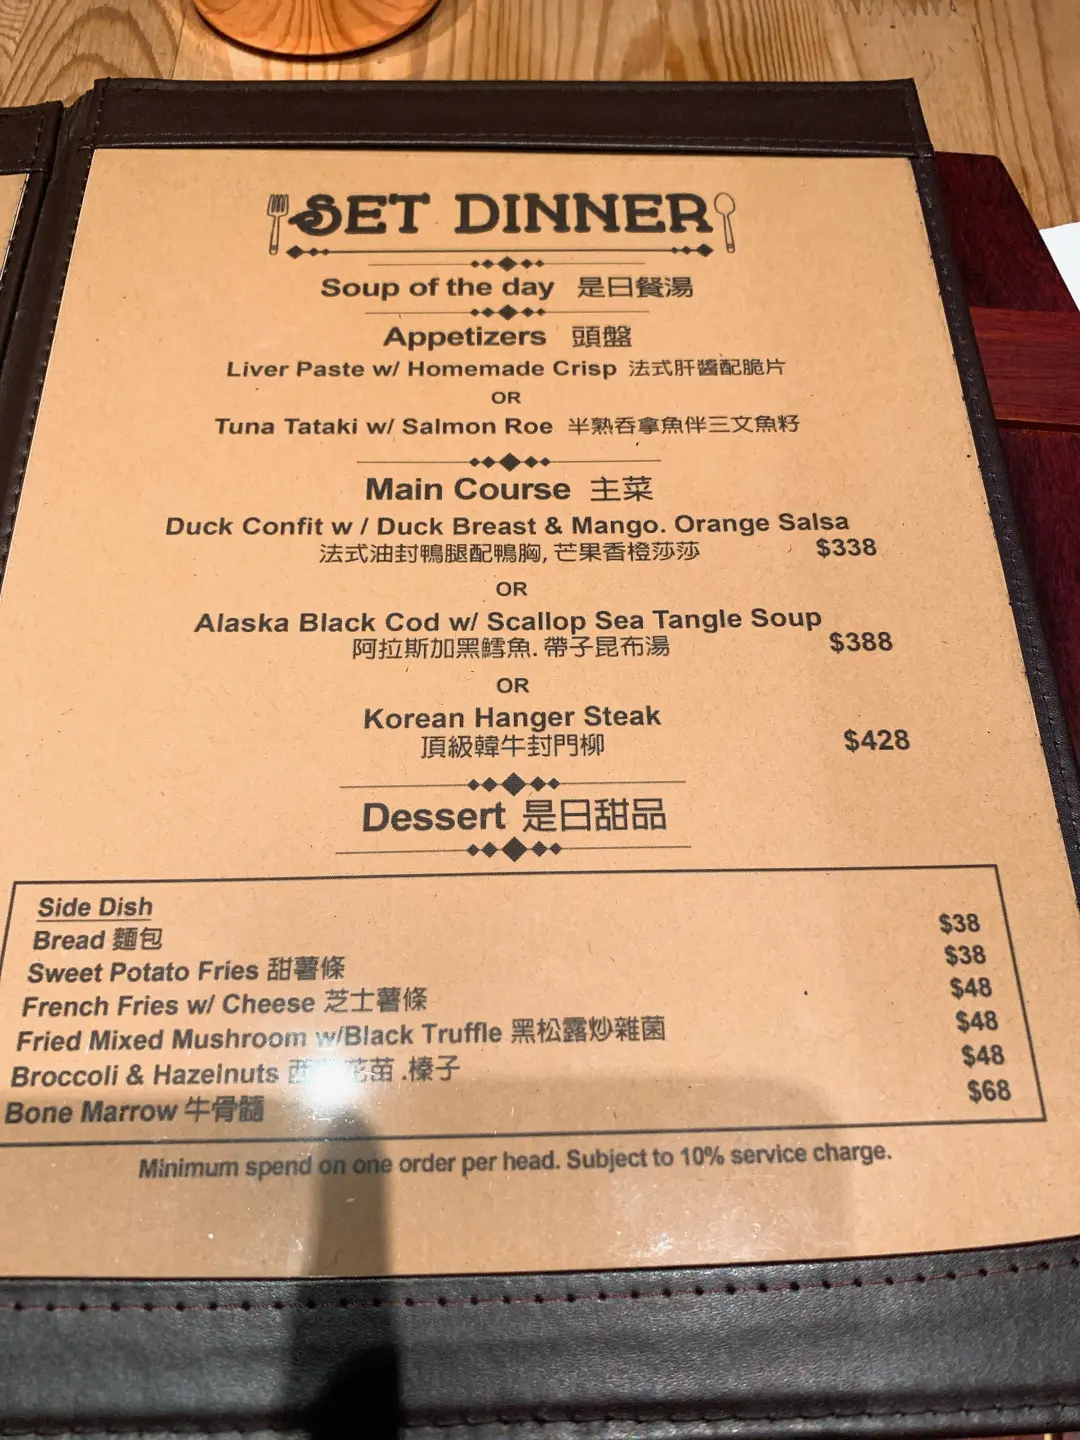 SET DINNER
Soup of the day 是日餐湯
Appetizers 頭盤
Liver Paste w/ Homemade Crisp 法式肝醬配脆片
OR
Tuna Tataki w/ Salmon Roe 半熟吞拿魚伴三文魚籽
Main Course 主菜
Duck Confit w / Duck Breast & Mango. Orange Salsa
法式油封鴨腿配鴨胸, 芒果香橙莎莎 $338
OR
Alaska Black Cod w/ Scallop Sea Tangle Soup
阿拉斯加黑鱈魚. 帶子昆布湯 $388
OR
Korean Hanger Steak
頂級韓牛封門柳 $428
Dessert 是日甜品
Side Dish
Bread 麵包 $38
Sweet Potato Fries 甜薯條 $38
French Fries w/ Cheese 芝士薯條 $48
Fried Mixed Mushroom w/Black Truffle 黑松露炒雜菌 $48
Broccoli & Hazelnuts 西 花苗 .榛子 $48
Bone Marrow 牛骨髓 $68
Minimum spend on one order per head. Subject to 10% service charge.